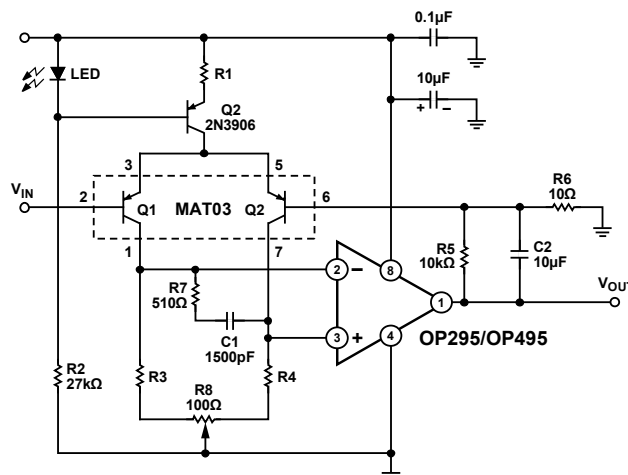 0.1µF
LED
R1
10µF
+ −
Q2
2N3906
3
5
R6
10Ω
VIN
2
Q1
MAT03
Q2
6
1
7
R5
10kΩ
C2
10µF
2
−
8
R7
510Ω
1
VOUT
C1
1500pF
3
+
4
OP295/OP495
R2
27kΩ
R3
R4
R8
100Ω